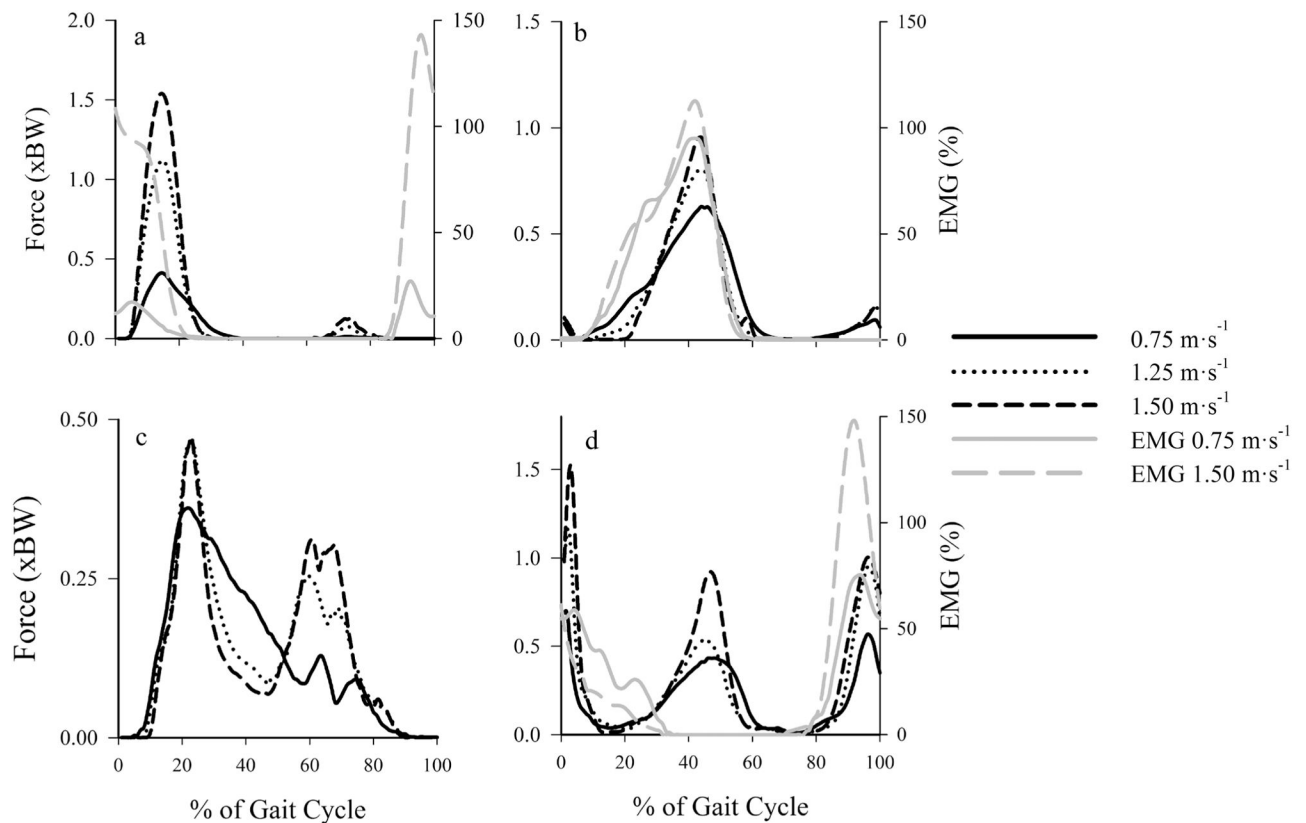 a
2.0
1.5
1.0
0.5
0.0
Force (xBW)
150
100
50
0
b
1.5
1.0
0.5
0.0
150
100
50
0
EMG (%)
c
0.50
0.25
0.00
Force (xBW)
0 20 40 60 80 100
% of Gait Cycle
d
1.5
1.0
0.5
0.0
150
100
50
0
EMG (%)
0 20 40 60 80 100
% of Gait Cycle
0.75 m·s⁻¹
1.25 m·s⁻¹
1.50 m·s⁻¹
EMG 0.75 m·s⁻¹
EMG 1.50 m·s⁻¹